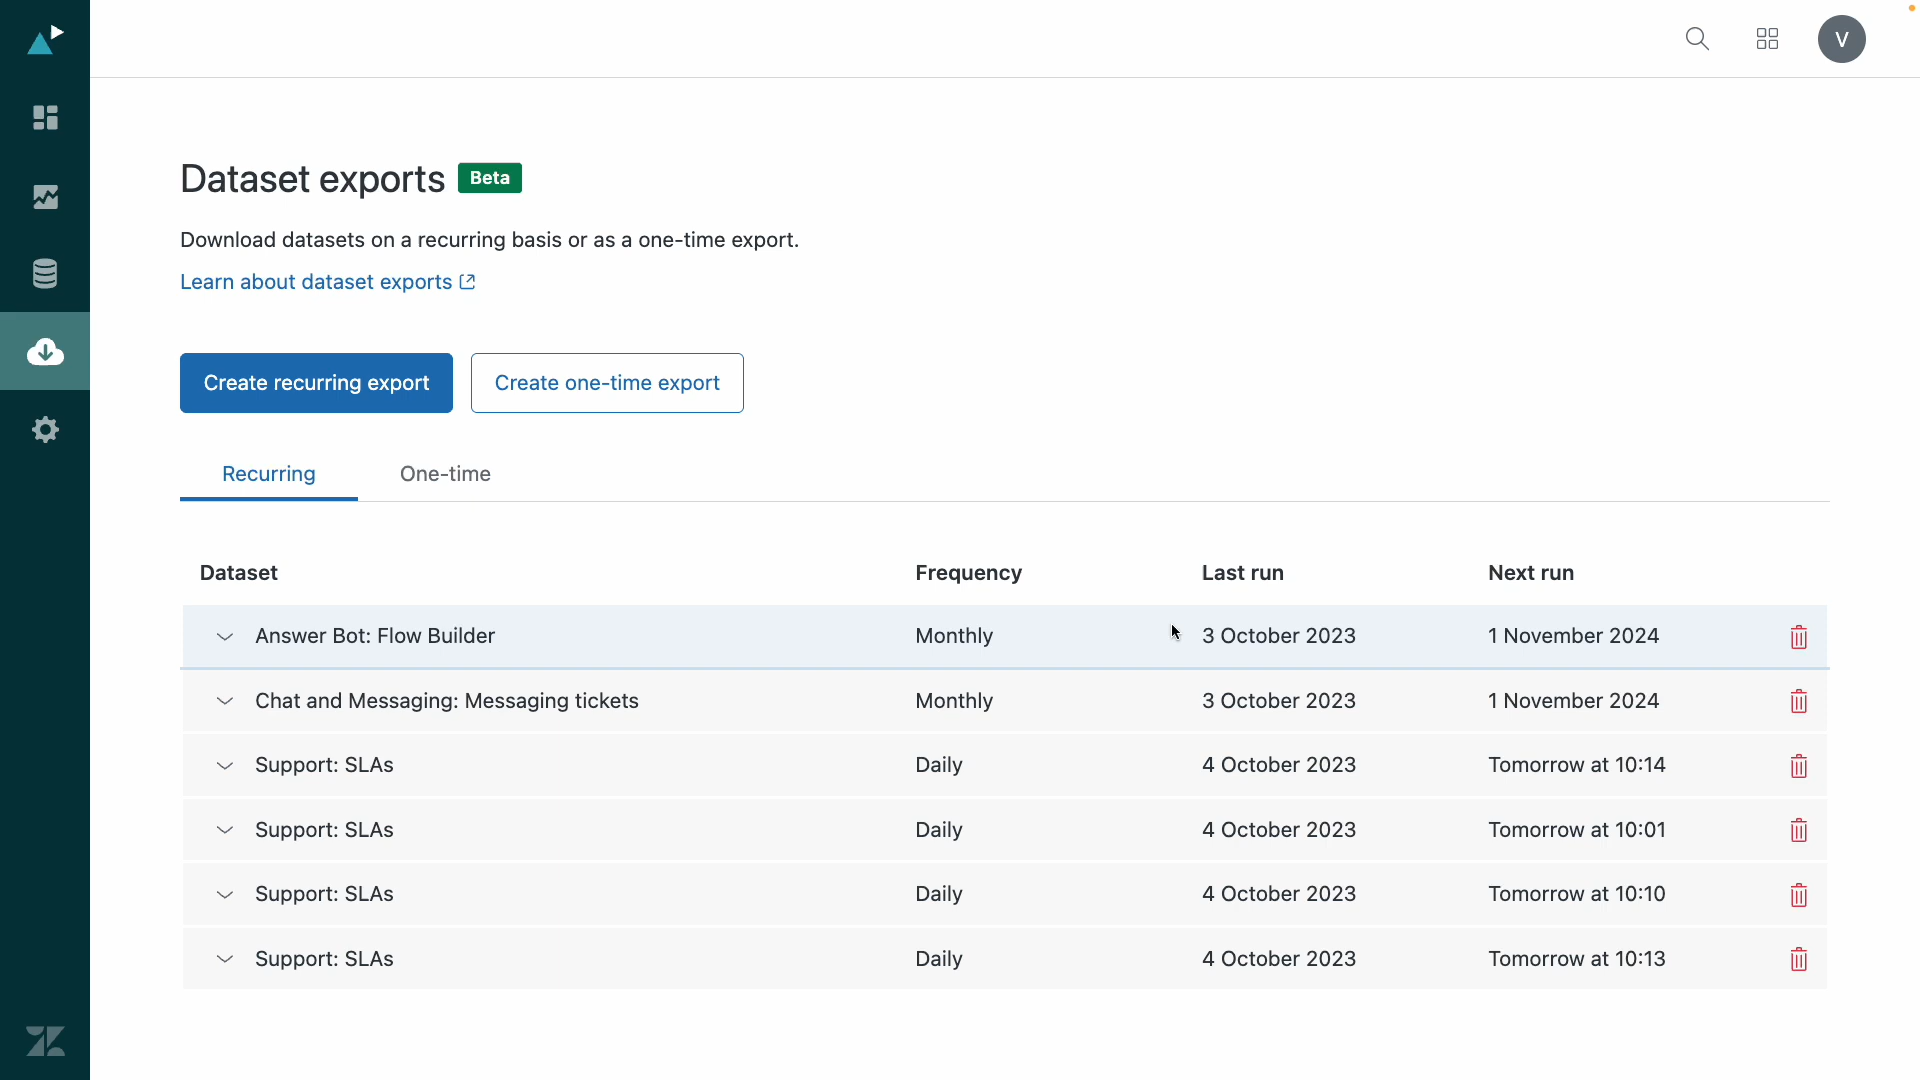 V
Dataset exports Beta
Download datasets on a recurring basis or as a one-time export.
Learn about dataset exports
Create recurring export Create one-time export
Recurring One-time
Dataset Frequency Last run Next run
Answer Bot: Flow Builder Monthly 3 October 2023 1 November 2024
Chat and Messaging: Messaging tickets Monthly 3 October 2023 1 November 2024
Support: SLAs Daily 4 October 2023 Tomorrow at 10:14
Support: SLAs Daily 4 October 2023 Tomorrow at 10:01
Support: SLAs Daily 4 October 2023 Tomorrow at 10:10
Support: SLAs Daily 4 October 2023 Tomorrow at 10:13